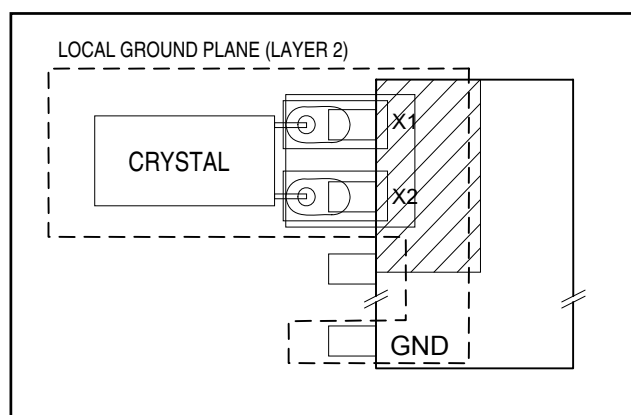 LOCAL GROUND PLANE (LAYER 2)
X1
CRYSTAL
X2
GND